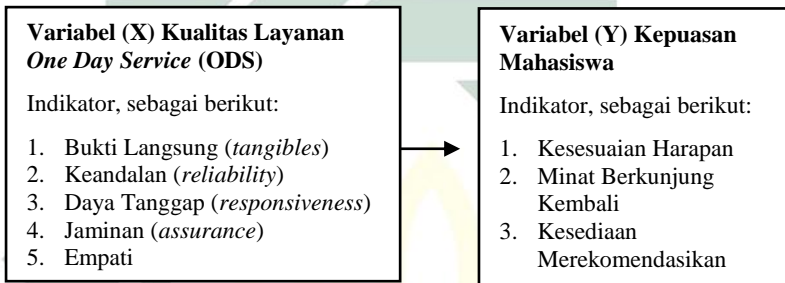 Variabel (X) Kualitas Layanan
One Day Service (ODS)
Indikator, sebagai berikut:
1. Bukti Langsung (tangibles)
2. Keandalan (reliability)
3. Daya Tanggap (responsiveness)
4. Jaminan (assurance)
5. Empati
Variabel (Y) Kepuasan
Mahasiswa
Indikator, sebagai berikut:
1. Kesesuaian Harapan
2. Minat Berkunjung
Kembali
3. Kesediaan
Merekomendasikan